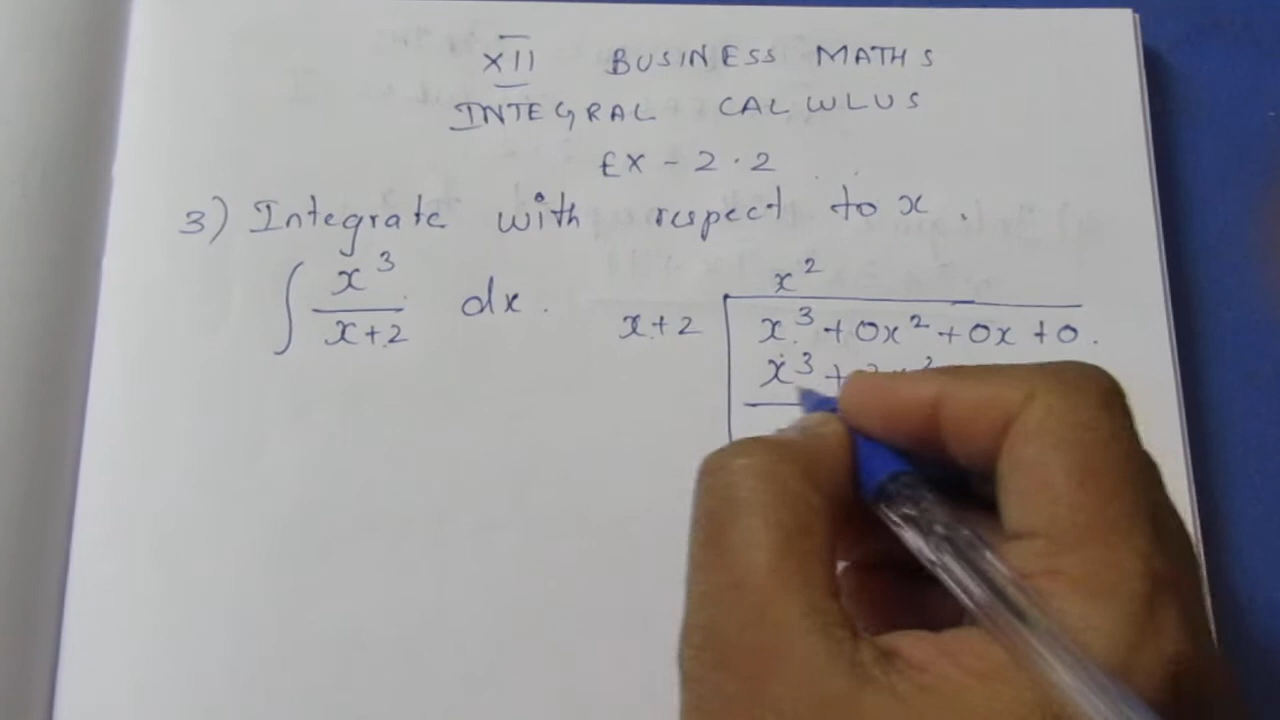 XII BUSINESS MATHS
INTEGRAL CALCULUS
EX - 2.2
3) Integrate with respect to x.
∫ x³/x+2 dx.
x²
x+2 x³+0x²+0x+0.
x³+2x²